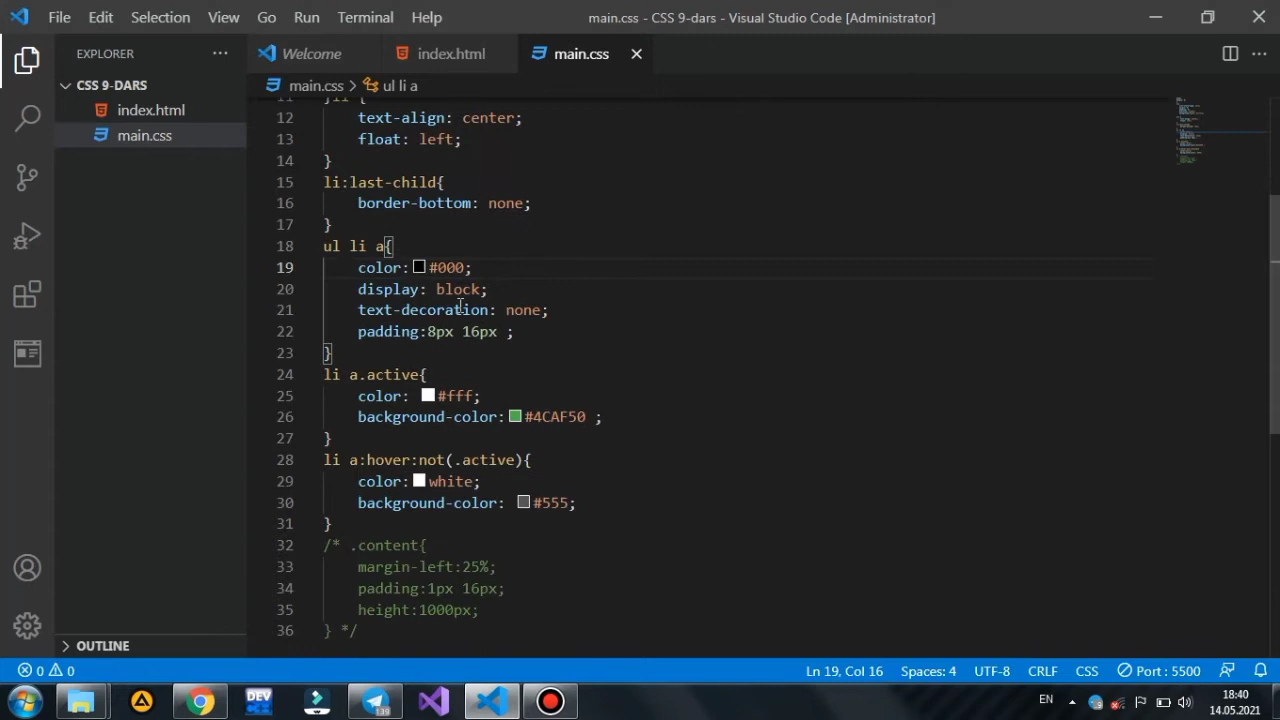 File Edit Selection View Go Run Terminal Help
main.css - CSS 9-dars - Visual Studio Code [Administrator]
EXPLORER
CSS 9-DARS
index.html
main.css
OUTLINE
Welcome
index.html
main.css
main.css > ul li a
}li {
12 text-align: center;
13 float: left;
14 }
15 li:last-child{
16 border-bottom: none;
17 }
18 ul li a{
19 color: #000;
20 display: block;
21 text-decoration: none;
22 padding:8px 16px ;
23 }
24 li a.active{
25 color: #fff;
26 background-color: #4CAF50 ;
27 }
28 li a:hover:not(.active){
29 color: white;
30 background-color: #555;
31 }
32 /* .content{
33 margin-left:25%;
34 padding:1px 16px;
35 height:1000px;
36 } */
0 0
Ln 19, Col 16 Spaces: 4 UTF-8 CRLF CSS Port : 5500
DEV
139
EN
18:40
14.05.2021